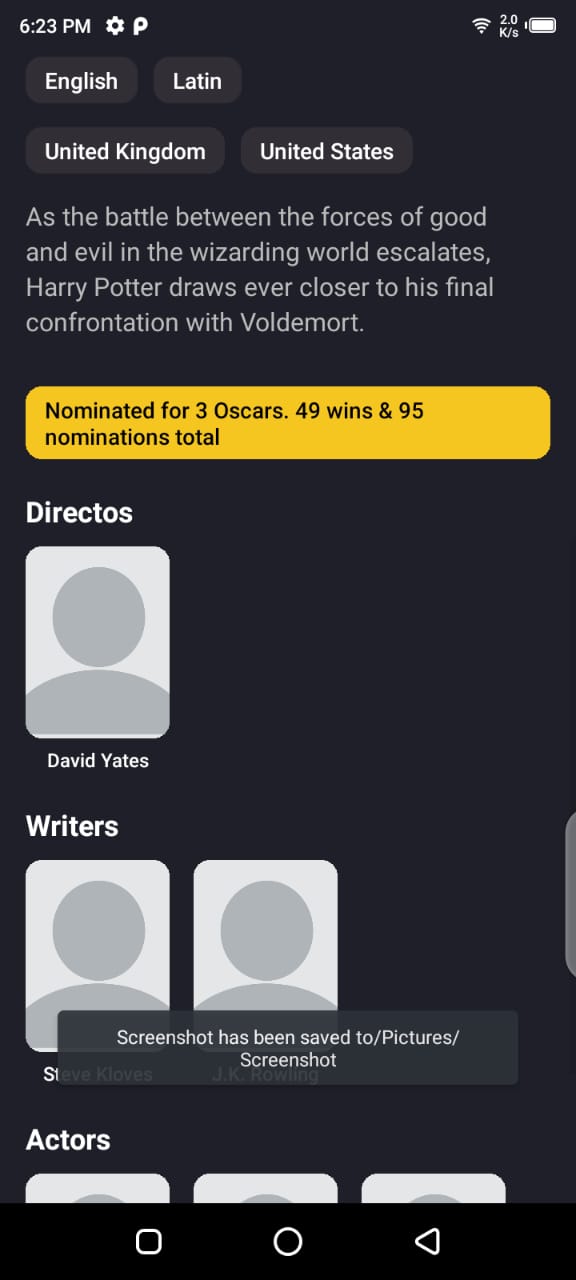 6:23 PM
2.0
K/s
English
Latin
United Kingdom
United States
As the battle between the forces of good
and evil in the wizarding world escalates,
Harry Potter draws ever closer to his final
confrontation with Voldemort.
Nominated for 3 Oscars. 49 wins & 95
nominations total
Directos
David Yates
Writers
Screenshot has been saved to/Pictures/
Screenshot
Steve Kloves
J.K. Rowling
Actors